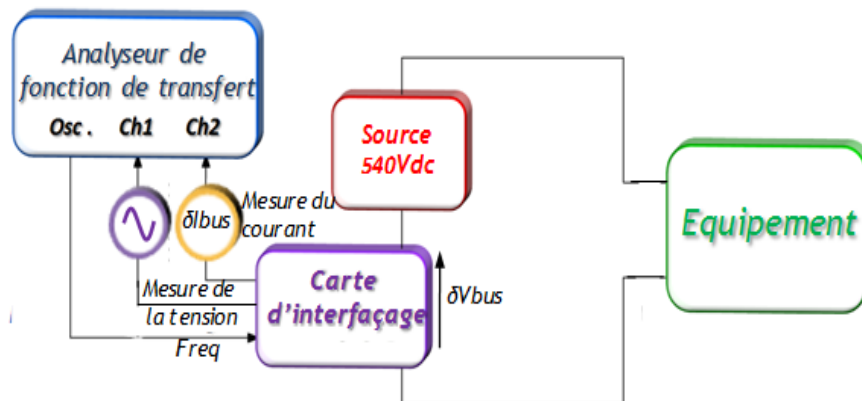 Analyseur de
fonction de transfert
Osc. Ch1 Ch2
Source
540Vdc
Equipement
δIbus
Mesure du
courant
Carte
d'interfaçage
δVbus
Mesure de
la tension
Freq